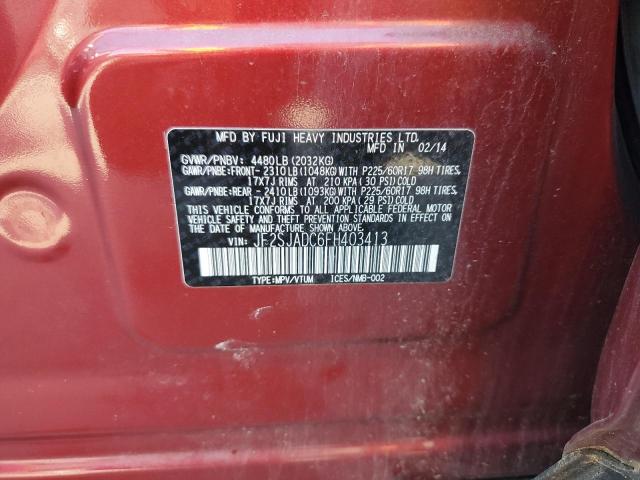 MFD BY FUJI HEAVY INDUSTRIES LTD.
MFD. IN 02/14
GVWR/PNBV: 4480LB (2032KG)
GAWR/PNBE:FRONT- 2310LB (1048KG) WITH P225/60R17 98H TIRES,
17X7J RIMS AT 210 KPA (30 PSI) COLD
GAWR/PNBE:REAR - 2410LB (1093KG) WITH P225/60R17 98H TIRES,
17X7J RIMS AT 200 KPA (29 PSI) COLD
THIS VEHICLE CONFORMS TO ALL APPLICABLE FEDERAL MOTOR
VEHICLE SAFETY AND BUMPER STANDARDS IN EFFECT ON THE
DATE OF MANUFACTURE SHOWN ABOVE.
VIN: JF2SJADC6FH403413
TYPE:MPV/VTUM ICES/NMB-002